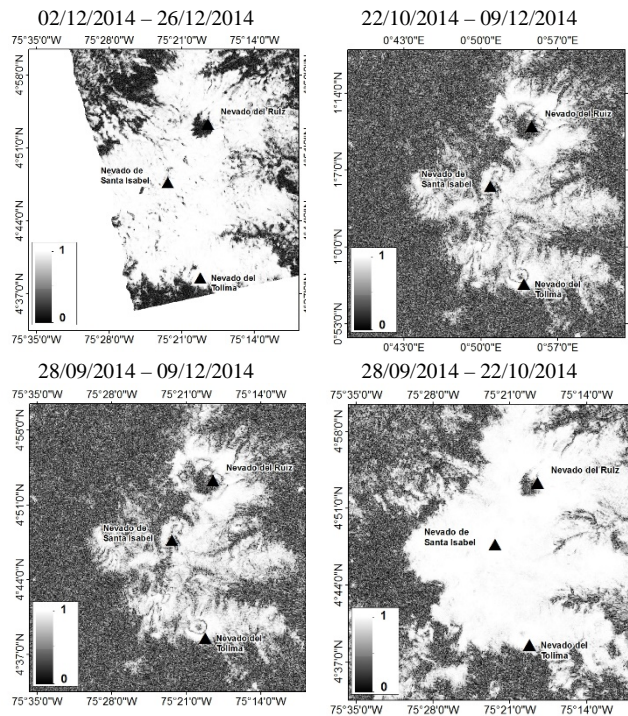 02/12/2014 – 26/12/2014
75°35'0"W 75°28'0"W 75°21'0"W 75°14'0"W
4°58'0"N
Nevado del Ruiz
4°51'0"N
Nevado de
Santa Isabel
4°44'0"N
1
0
Nevado del
Tolima
4°37'0"N
75°35'0"W 75°28'0"W 75°21'0"W 75°14'0"W
22/10/2014 – 09/12/2014
0°43'0"E 0°50'0"E 0°57'0"E
1°14'0"N
Nevado del Ruiz
1°7'0"N
Nevado de
Santa Isabel
1°0'0"N
1
0
Nevado del
Tolima
0°53'0"N
0°43'0"E 0°50'0"E 0°57'0"E
28/09/2014 – 09/12/2014
75°35'0"W 75°28'0"W 75°21'0"W 75°14'0"W
4°58'0"N
Nevado del Ruiz
4°51'0"N
Nevado de
Santa Isabel
4°44'0"N
1
0
Nevado del
Tolima
4°37'0"N
75°35'0"W 75°28'0"W 75°21'0"W 75°14'0"W
28/09/2014 – 22/10/2014
75°35'0"W 75°28'0"W 75°21'0"W 75°14'0"W
4°58'0"N
Nevado del Ruiz
4°51'0"N
Nevado de
Santa Isabel
4°44'0"N
1
0
Nevado del
Tolima
4°37'0"N
75°35'0"W 75°28'0"W 75°21'0"W 75°14'0"W